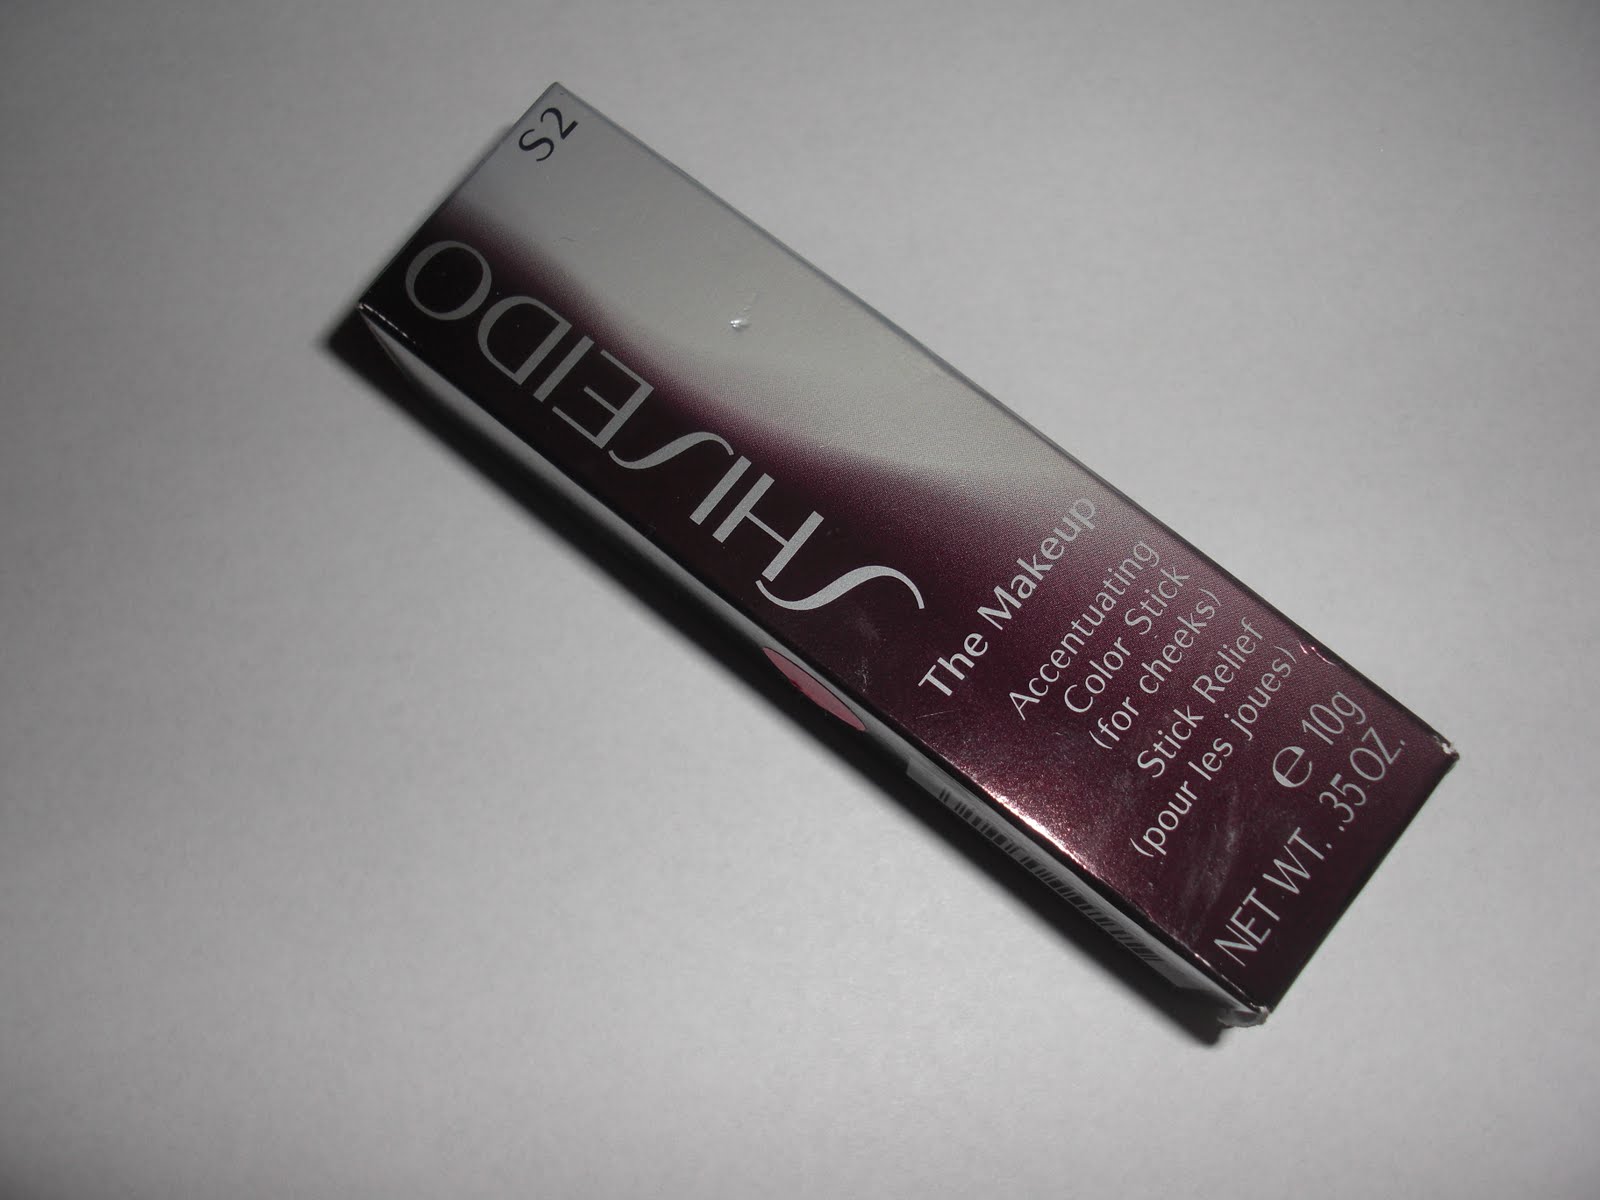 S2
SHISEIDO
The Makeup
Accentuating
Color Stick
(for cheeks)
Stick Relief
(pour les joues)
e 10g
NET WT. .35 OZ.